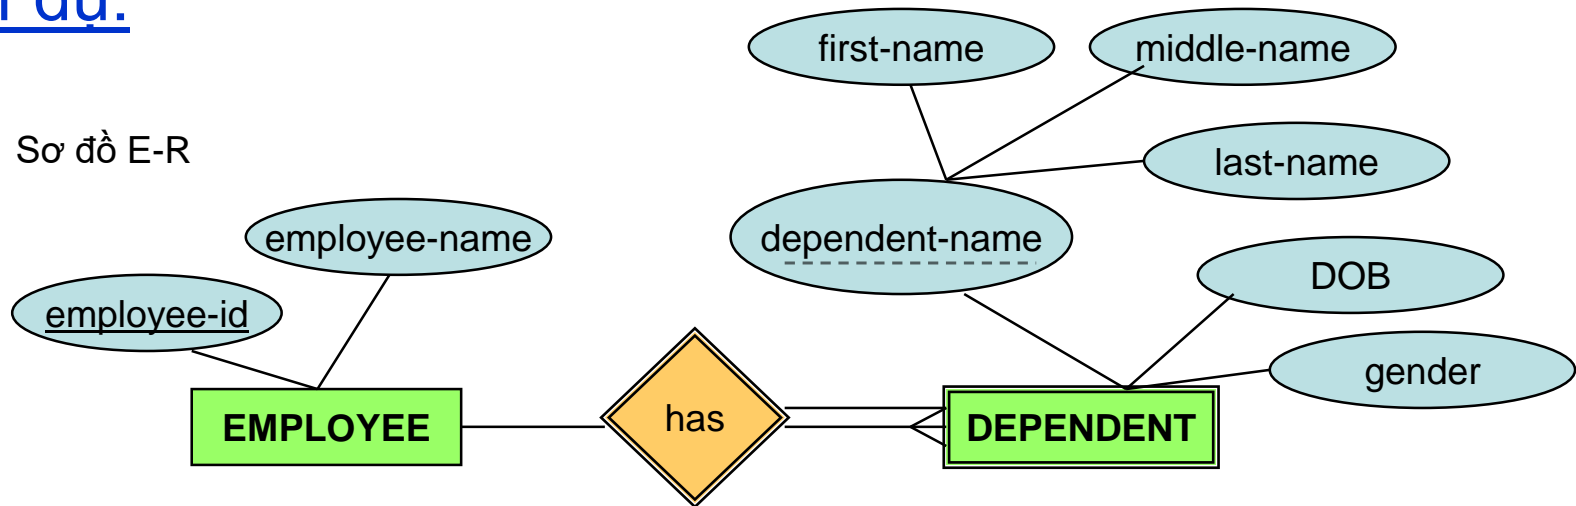 dụ:
first-name
middle-name
Sơ đồ E-R
last-name
employee-name
dependent-name
employee-id
DOB
gender
EMPLOYEE
has
DEPENDENT